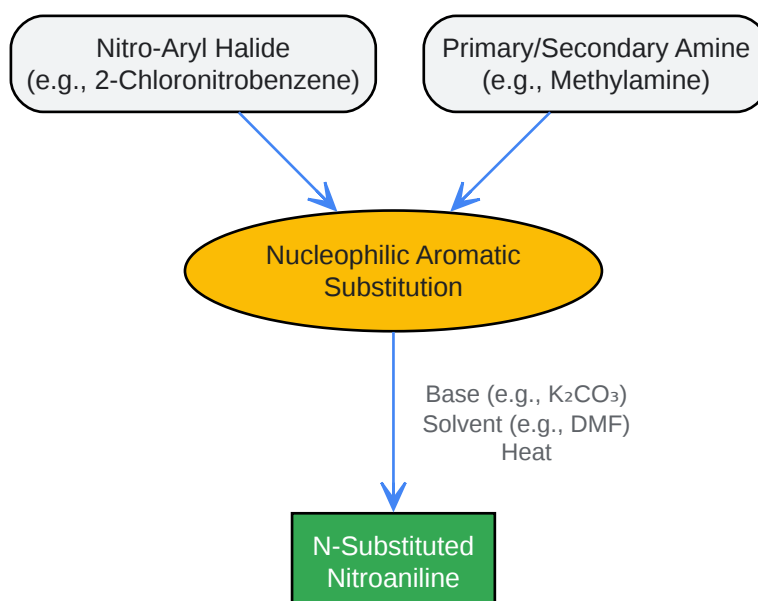 Nitro-Aryl Halide
(e.g., 2-Chloronitrobenzene)
Primary/Secondary Amine
(e.g., Methylamine)
Nucleophilic Aromatic
Substitution
Base (e.g., K₂CO₃)
Solvent (e.g., DMF)
Heat
N-Substituted
Nitroaniline